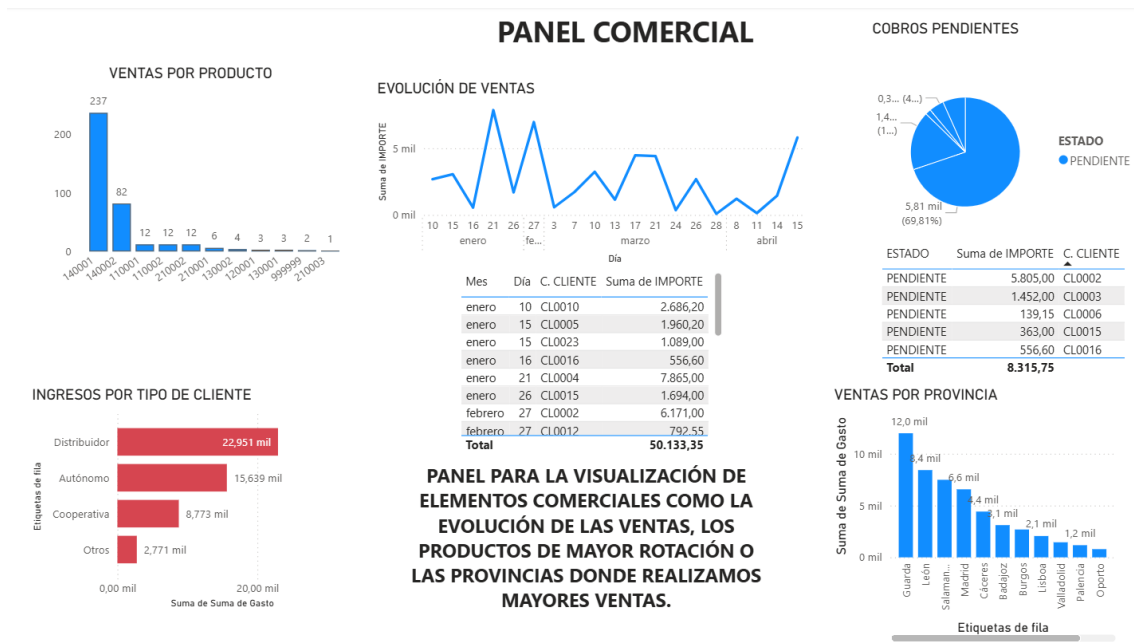 PANEL COMERCIAL
COBROS PENDIENTES
VENTAS POR PRODUCTO
237
200
82
100
12 12 12 6 4 3 3 2 1
0
140001 140002 110001 110002 210002 210001 130002 120001 130001 999999 210003
EVOLUCIÓN DE VENTAS
Suma de IMPORTE
5 mil
0 mil
10 15 16 21 26 27 3 7 10 13 17 21 24 26 28 8 11 14 15
enero fe... marzo abril
Día
Mes Día C. CLIENTE Suma de IMPORTE
enero 10 CL0010 2.686,20
enero 15 CL0005 1.960,20
enero 15 CL0023 1.089,00
enero 16 CL0016 556,60
enero 21 CL0004 7.865,00
enero 26 CL0015 1.694,00
febrero 27 CL0002 6.171,00
febrero 27 CL0012 792,55
Total 50.133,35
0,3... (4...)
1,4...
(1...)
5,81 mil
(69,81%)
ESTADO
PENDIENTE
ESTADO Suma de IMPORTE C. CLIENTE
PENDIENTE 5.805,00 CL0002
PENDIENTE 1.452,00 CL0003
PENDIENTE 139,15 CL0006
PENDIENTE 363,00 CL0015
PENDIENTE 556,60 CL0016
Total 8.315,75
INGRESOS POR TIPO DE CLIENTE
Etiquetas de fila
Distribuidor 22,951 mil
Autónomo 15,639 mil
Cooperativa 8,773 mil
Otros 2,771 mil
0,00 mil 20,00 mil
Suma de Suma de Gasto
PANEL PARA LA VISUALIZACIÓN DE
ELEMENTOS COMERCIALES COMO LA
EVOLUCIÓN DE LAS VENTAS, LOS
PRODUCTOS DE MAYOR ROTACIÓN O
LAS PROVINCIAS DONDE REALIZAMOS
MAYORES VENTAS.
VENTAS POR PROVINCIA
Suma de Suma de Gasto
10 mil
5 mil
0 mil
12,0 mil
6,6 mil
2,1 mil
1,2 mil
Guarda León Salaman... Madrid Cáceres Badajoz Burgos Lisboa Valladolid Palencia Oporto
Etiquetas de fila